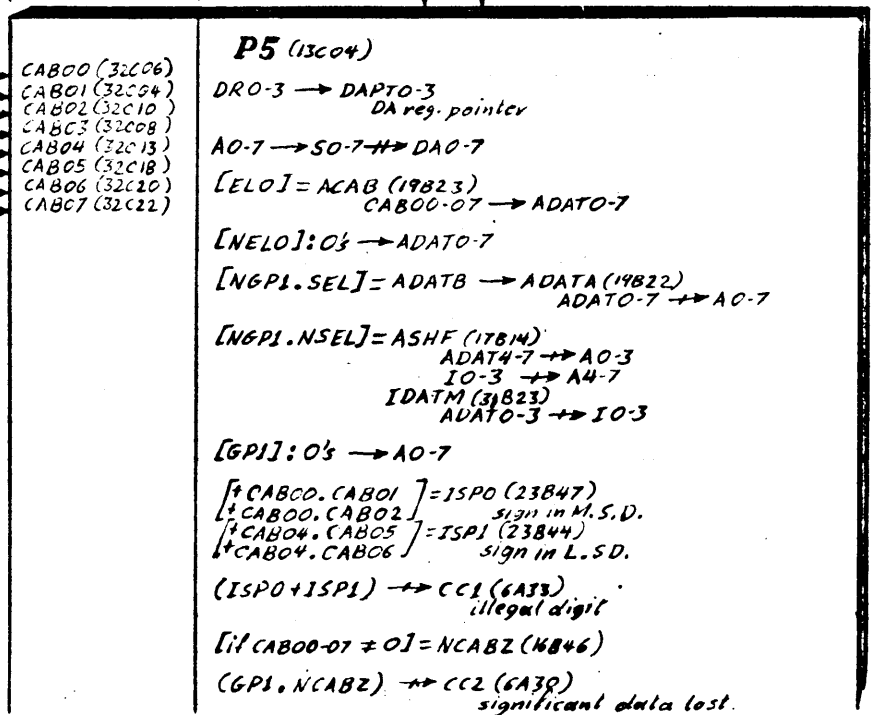 CAB00 (32C06)
CAB01 (32C04)
CAB02 (32C10)
CAB03 (32C08)
CAB04 (32C13)
CAB05 (32C18)
CAB06 (32C20)
CAB07 (32C22)
P5 (13C04)
DR0-3 → DAPT0-3
DA reg. pointer
A0-7 → S0-7 ⇸ DA0-7
[EL0] = ACAB (19B23)
CAB00-07 → ADAT0-7
[NEL0]: 0's → ADAT0-7
[NGP1.SEL] = ADATB → ADATA (19B22)
ADAT0-7 ⇸ A0-7
[NGP1.NSEL] = ASHF (17B14)
ADAT4-7 ⇸ A0-3
I0-3 ⇸ A4-7
IDATM (31B23)
ADAT0-3 ⇸ I0-3
[GP1]: 0's → A0-7
[+CAB00.CAB01 ] = ISP0 (23B47)
[+CAB00.CAB02 ] sign in M.S.D.
[+CAB04.CAB05 ] = ISP1 (23B44)
[+CAB04.CAB06 ] sign in L.SD.
(ISP0+ISP1) ⇸ CC1 (6A33)
illegal digit
[if CAB00-07 ≠ 0] = NCABZ (16B46)
(GP1.NCABZ) ⇸ CC2 (6A38)
significant data lost.